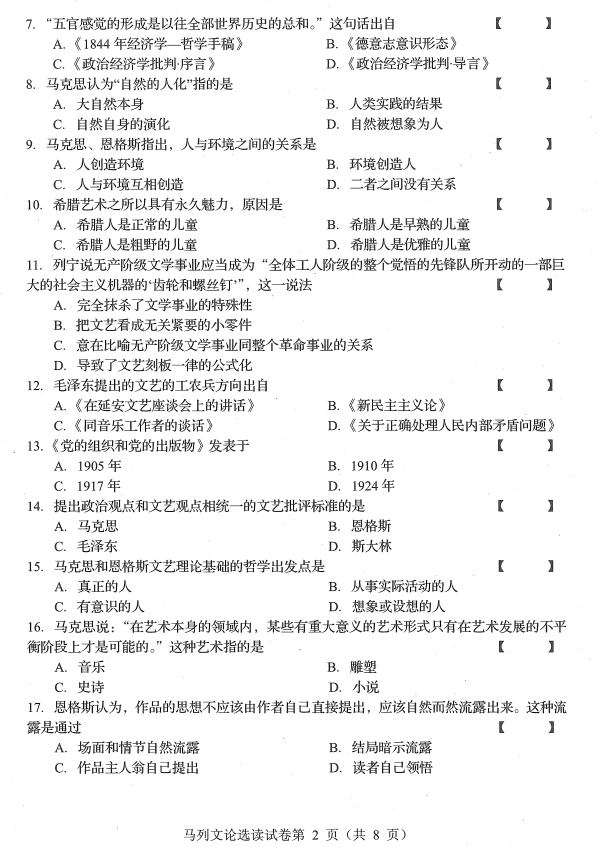 7. “五官感觉的形成是以往全部世界历史的总和。”这句话出自 【 】
A.《1844 年经济学—哲学手稿》 B.《德意志意识形态》
C.《政治经济学批判·序言》 D.《政治经济学批判·导言》
8. 马克思认为“自然的人化”指的是 【 】
A. 大自然本身 B. 人类实践的结果
C. 自然自身的演化 D. 自然被想象为人
9. 马克思、恩格斯指出，人与环境之间的关系是 【 】
A. 人创造环境 B. 环境创造人
C. 人与环境互相创造 D. 二者之间没有关系
10. 希腊艺术之所以具有永久魅力，原因是 【 】
A. 希腊人是正常的儿童 B. 希腊人是早熟的儿童
C. 希腊人是粗野的儿童 D. 希腊人是优雅的儿童
11. 列宁说无产阶级文学事业应当成为“全体工人阶级的整个觉悟的先锋队所开动的一部巨
大的社会主义机器的‘齿轮和螺丝钉’”，这一说法 【 】
A. 完全抹杀了文学事业的特殊性
B. 把文艺看成无关紧要的小零件
C. 意在比喻无产阶级文学事业同整个革命事业的关系
D. 导致了文艺刻板一律的公式化
12. 毛泽东提出的文艺的工农兵方向出自 【 】
A.《在延安文艺座谈会上的讲话》 B.《新民主主义论》
C.《同音乐工作者的谈话》 D.《关于正确处理人民内部矛盾问题》
13.《党的组织和党的出版物》发表于 【 】
A. 1905 年 B. 1910 年
C. 1917 年 D. 1924 年
14. 提出政治观点和文艺观点相统一的文艺批评标准的是 【 】
A. 马克思 B. 恩格斯
C. 毛泽东 D. 斯大林
15. 马克思和恩格斯文艺理论基础的哲学出发点是 【 】
A. 真正的人 B. 从事实际活动的人
C. 有意识的人 D. 想象或设想的人
16. 马克思说：“在艺术本身的领域内，某些有重大意义的艺术形式只有在艺术发展的不平
衡阶段上才是可能的。”这种艺术指的是 【 】
A. 音乐 B. 雕塑
C. 史诗 D. 小说
17. 恩格斯认为，作品的思想不应该由作者自己直接提出，应该自然而然流露出来。这种流
露是通过 【 】
A. 场面和情节自然流露 B. 结局暗示流露
C. 作品主人翁自己提出 D. 读者自己领悟
马列文论选读试卷第 2 页（共 8 页）